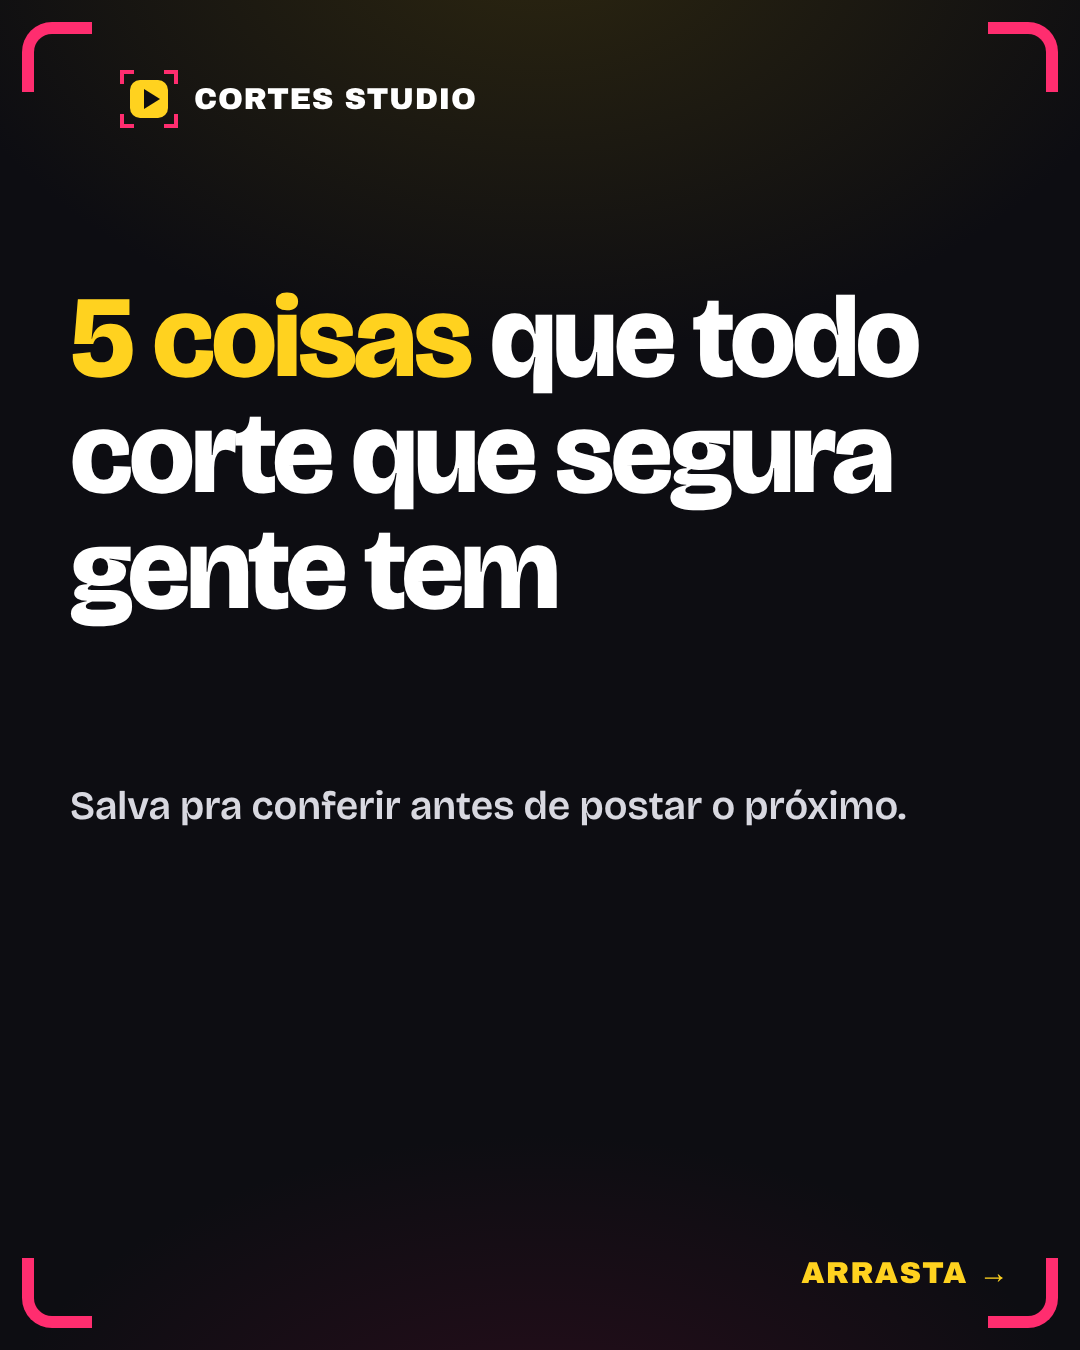 CORTES STUDIO
5 coisas que todo
corte que segura
gente tem
Salva pra conferir antes de postar o próximo.
ARRASTA →